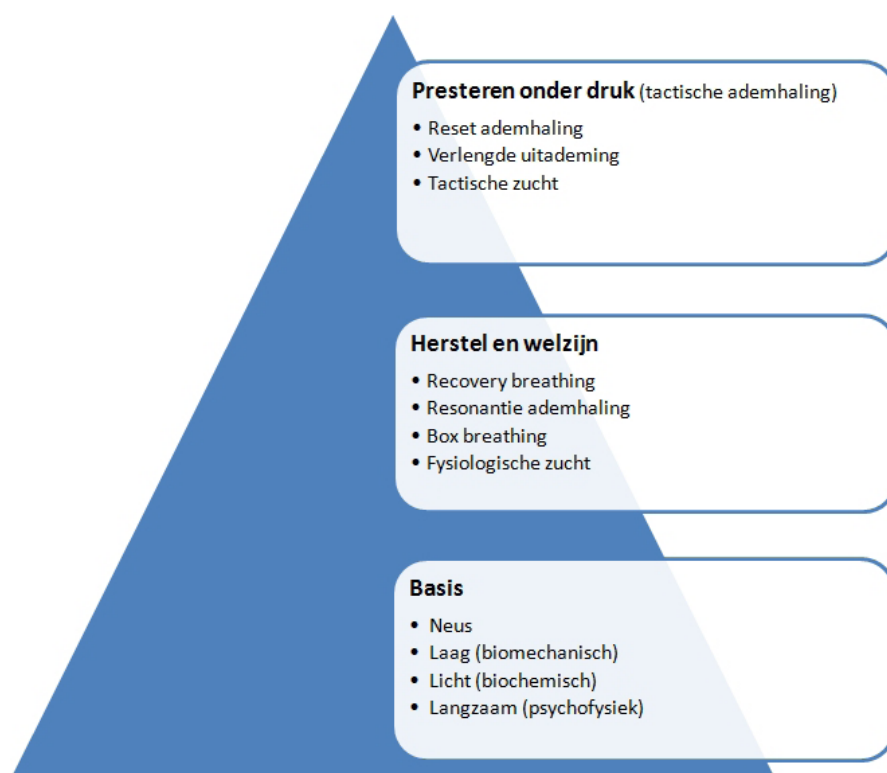 Presteren onder druk (tactische ademhaling)
• Reset ademhaling
• Verlengde uitademing
• Tactische zucht
Herstel en welzijn
• Recovery breathing
• Resonantie ademhaling
• Box breathing
• Fysiologische zucht
Basis
• Neus
• Laag (biomechanisch)
• Licht (biochemisch)
• Langzaam (psychofysiek)